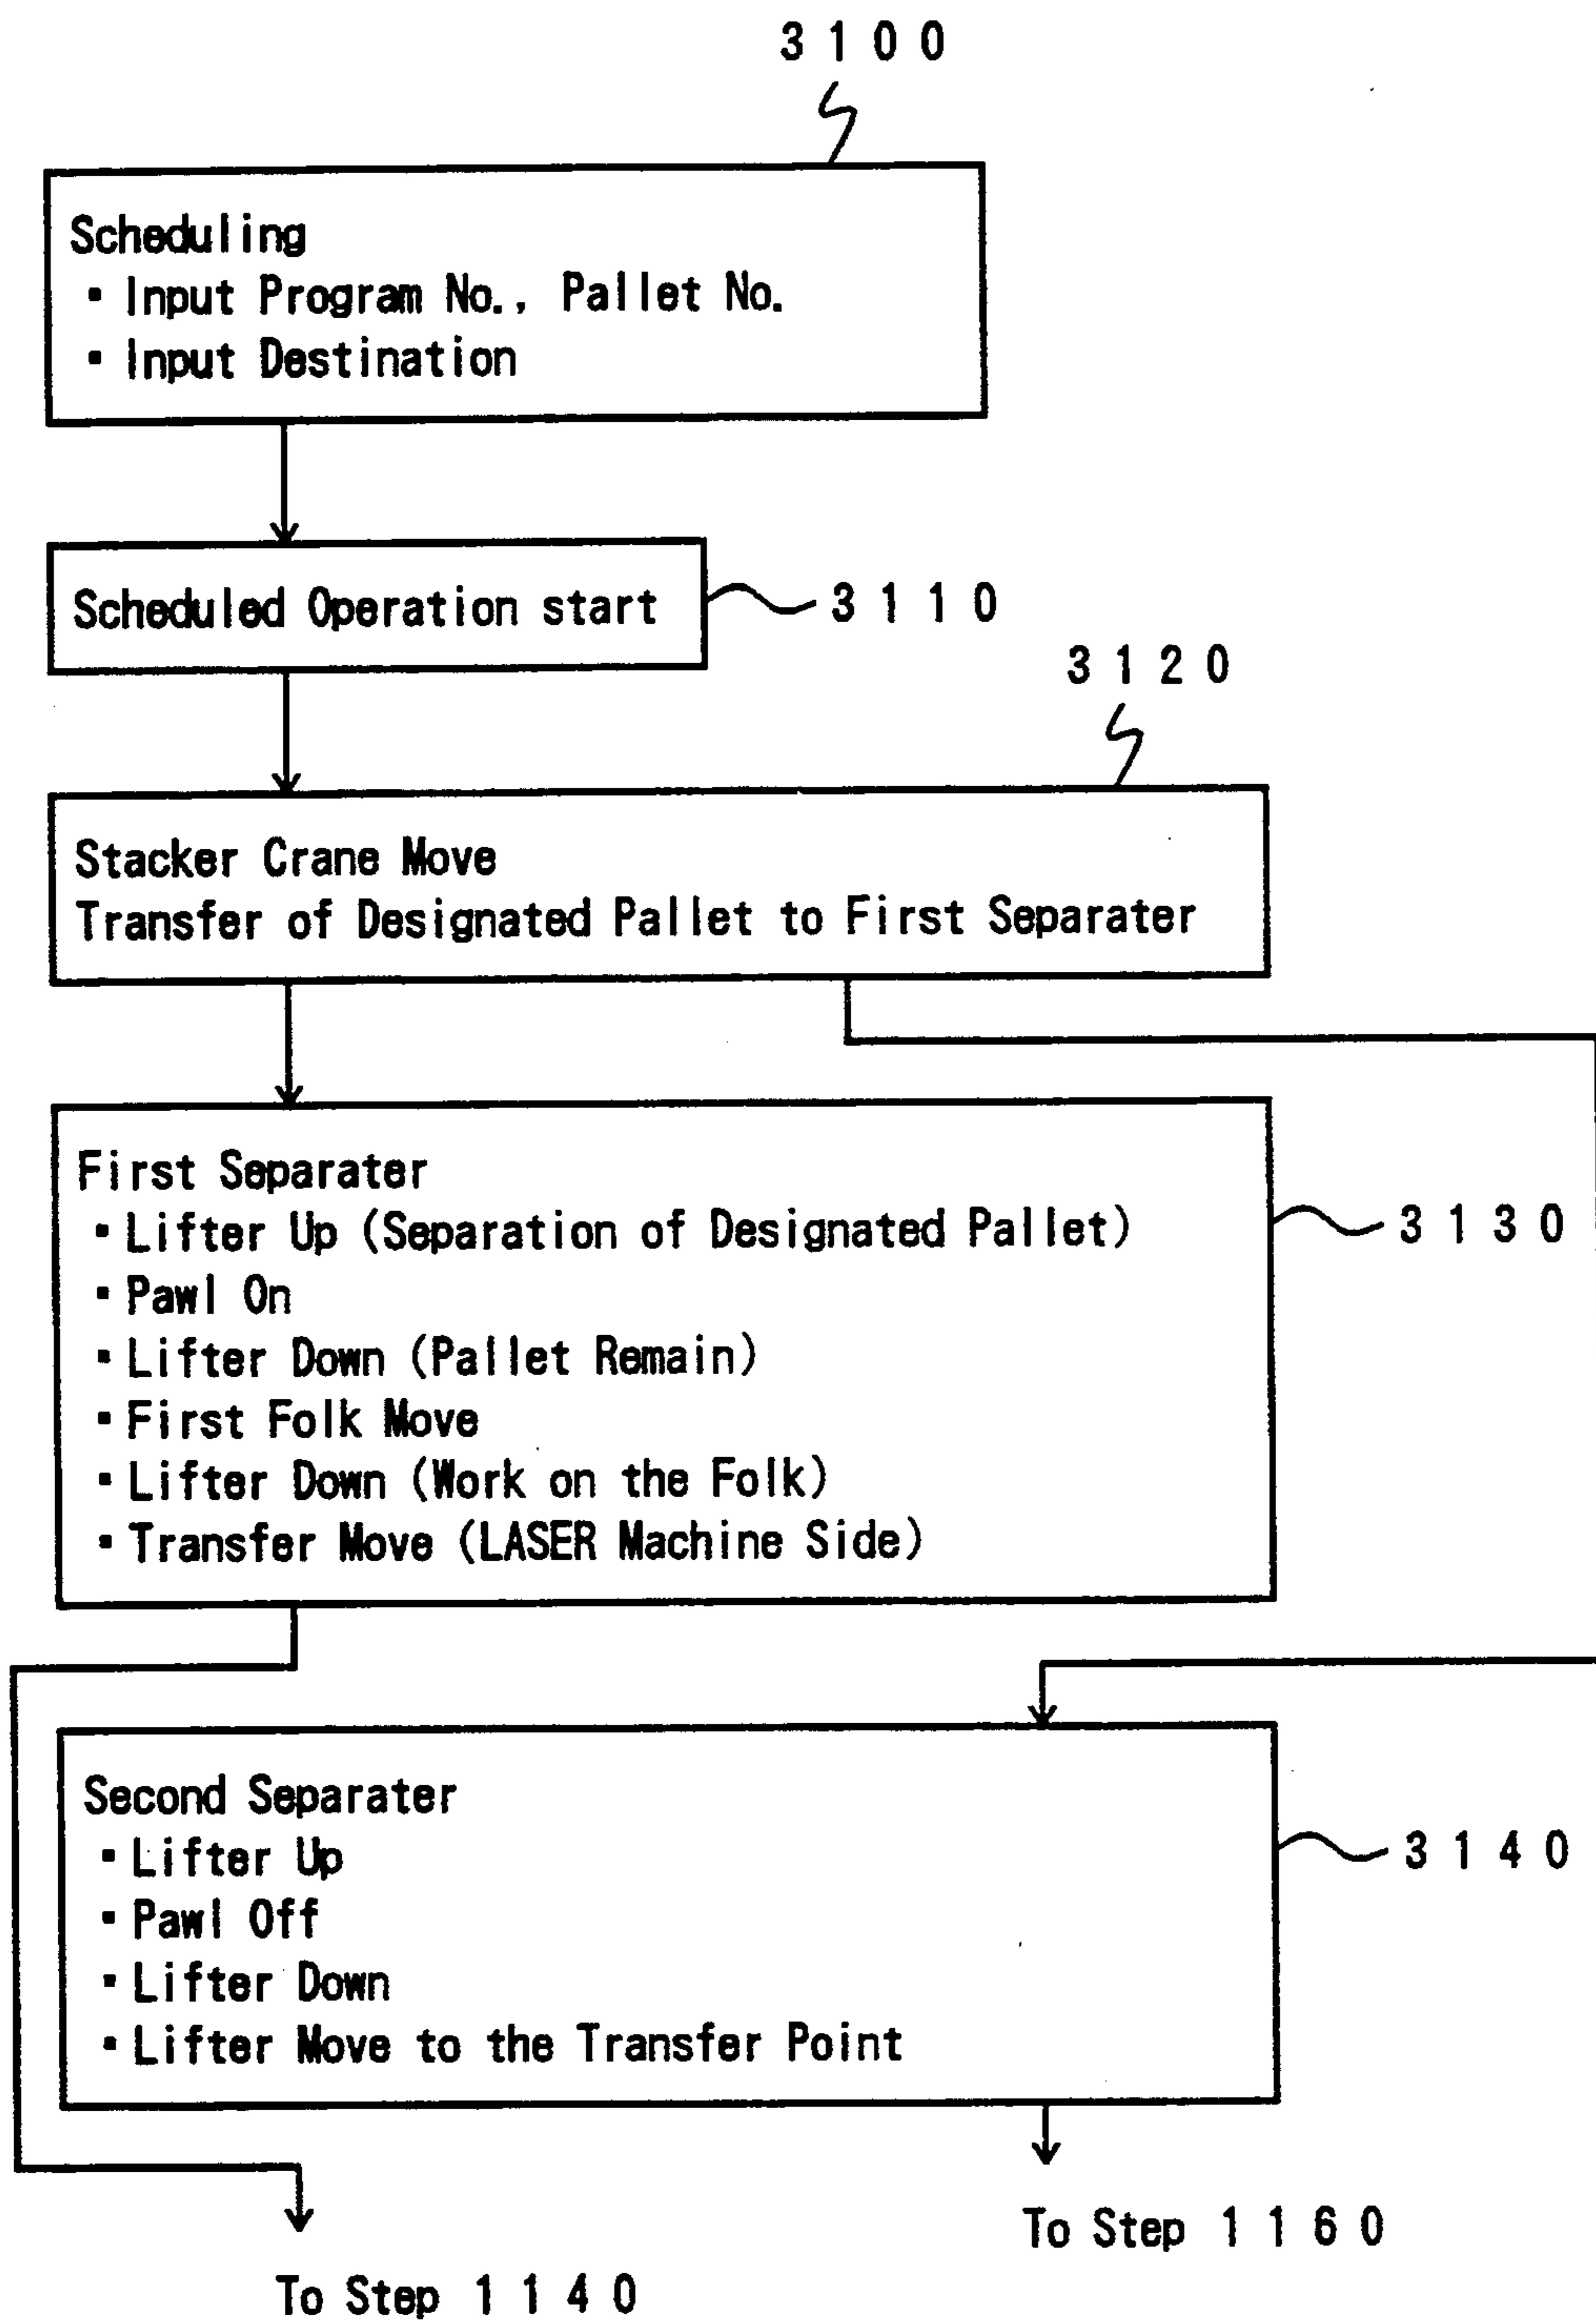 3100
Scheduling
▪ Input Program No., Pallet No.
▪ Input Destination
Scheduled Operation start
3110
3120
Stacker Crane Move
Transfer of Designated Pallet to First Separater
First Separater
▪ Lifter Up (Separation of Designated Pallet)
▪ Pawl On
▪ Lifter Down (Pallet Remain)
▪ First Folk Move
▪ Lifter Down (Work on the Folk)
▪ Transfer Move (LASER Machine Side)
3130
Second Separater
▪ Lifter Up
▪ Pawl Off
▪ Lifter Down
▪ Lifter Move to the Transfer Point
3140
To Step 1160
To Step 1140